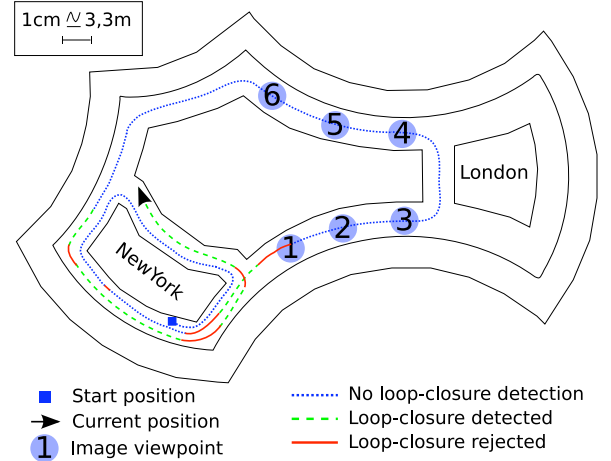 1cm ≃ 3,3m
6
5
4
London
3
2
1
NewYork
Start position
Current position
1 Image viewpoint
No loop-closure detection
Loop-closure detected
Loop-closure rejected